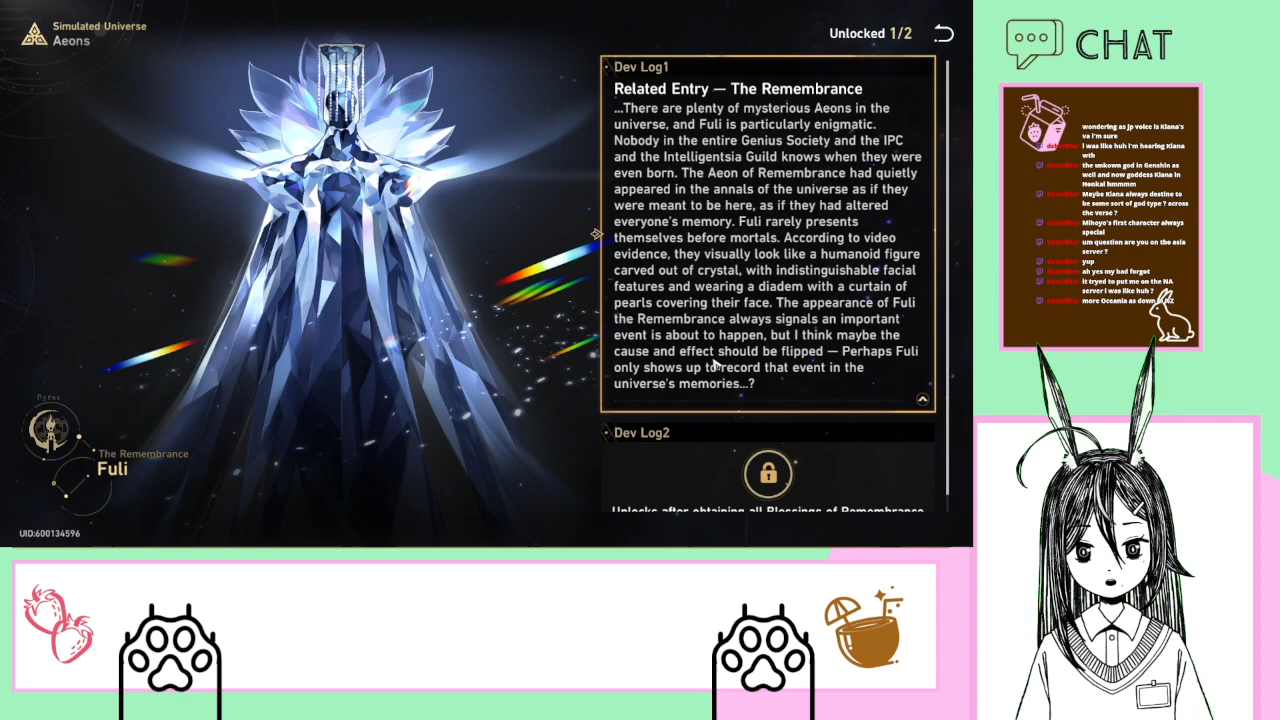 Simulated Universe
Aeons
Unlocked 1/2
Dev Log1
Related Entry — The Remembrance
...There are plenty of mysterious Aeons in the
universe, and Fuli is particularly enigmatic.
Nobody in the entire Genius Society and the IPC
and the Intelligentsia Guild knows when they were
even born. The Aeon of Remembrance had quietly
appeared in the annals of the universe as if they
were meant to be here, as if they had altered
everyone's memory. Fuli rarely presents
themselves before mortals. According to video
evidence, they visually look like a humanoid figure
carved out of crystal, with indistinguishable facial
features and wearing a diadem with a curtain of
pearls covering their face. The appearance of Fuli
the Remembrance always signals an important
event is about to happen, but I think maybe the
cause and effect should be flipped — Perhaps Fuli
only shows up to record that event in the
universe's memories...?
Dev Log2
Unlocks after obtaining all Blessings of Remembrance
The Remembrance
Fuli
UID:600134596
CHAT
wondering as jp voice is Kiana's
va i'm sure
I was like huh I'm hearing Kiana
wth
the unkown god in Genshin as
well and now goddess Kiana in
Honkai hmmmm
Maybe Kiana always destine to
be some sort of god type ? across
the verse ?
Mihoyo's first character always
special
um question are you on the asia
server ?
yup
ah yes my bad forgot
It tryed to put me on the NA
server i was like huh ?
more Oceania as down NZ